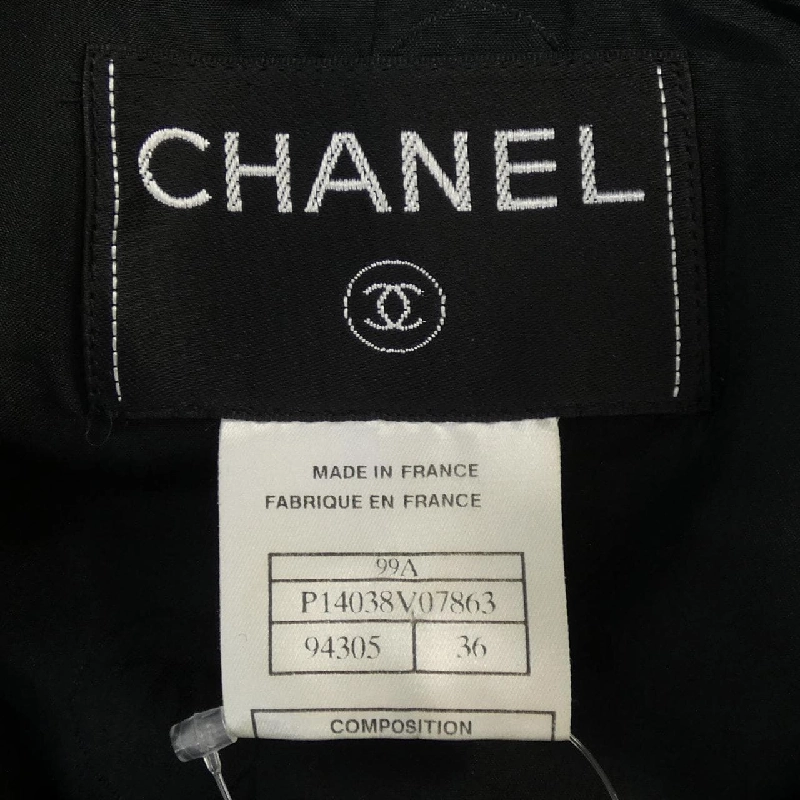 CHANEL
MADE IN FRANCE
FABRIQUE EN FRANCE
99A
P14038V07863
94305 36
COMPOSITION